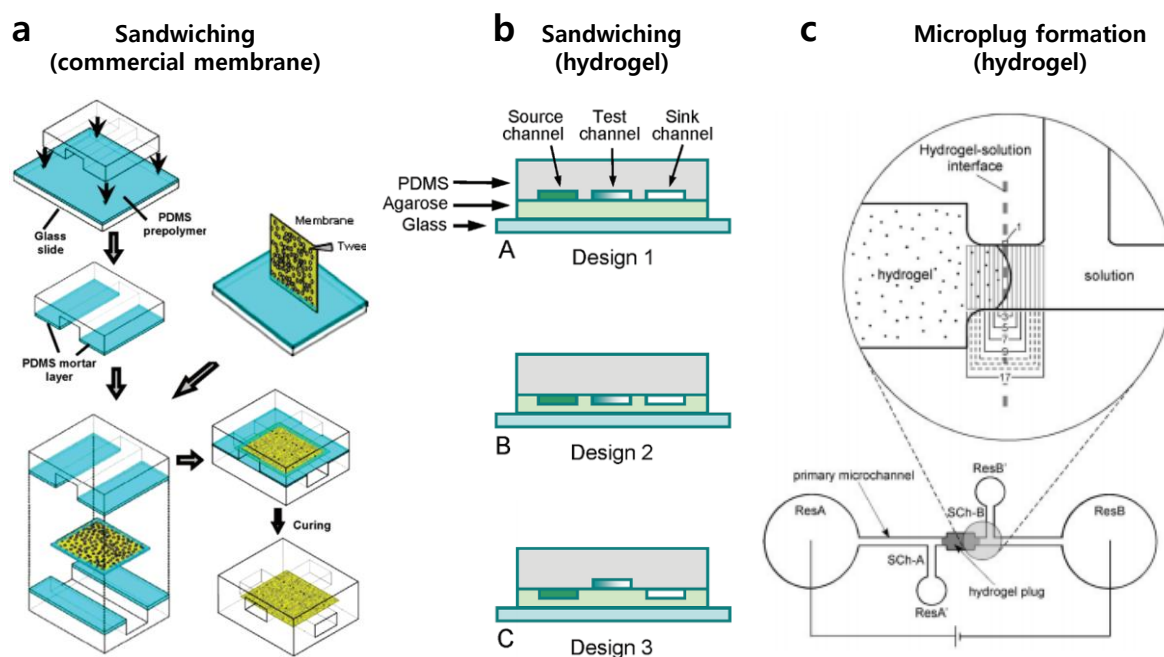 a
Sandwiching
(commercial membrane)
Glass
slide
PDMS
prepolymer
Membrane
Twee
PDMS mortar
layer
Curing
b
Sandwiching
(hydrogel)
Source
channel
Test
channel
Sink
channel
PDMS
Agarose
Glass
A
Design 1
B
Design 2
C
Design 3
c
Microplug formation
(hydrogel)
Hydrogel-solution
interface
1
hydrogel
solution
3
5
7
9
17
primary microchannel
ResB'
ResA
SCh-B
ResB
SCh-A
hydrogel plug
ResA'